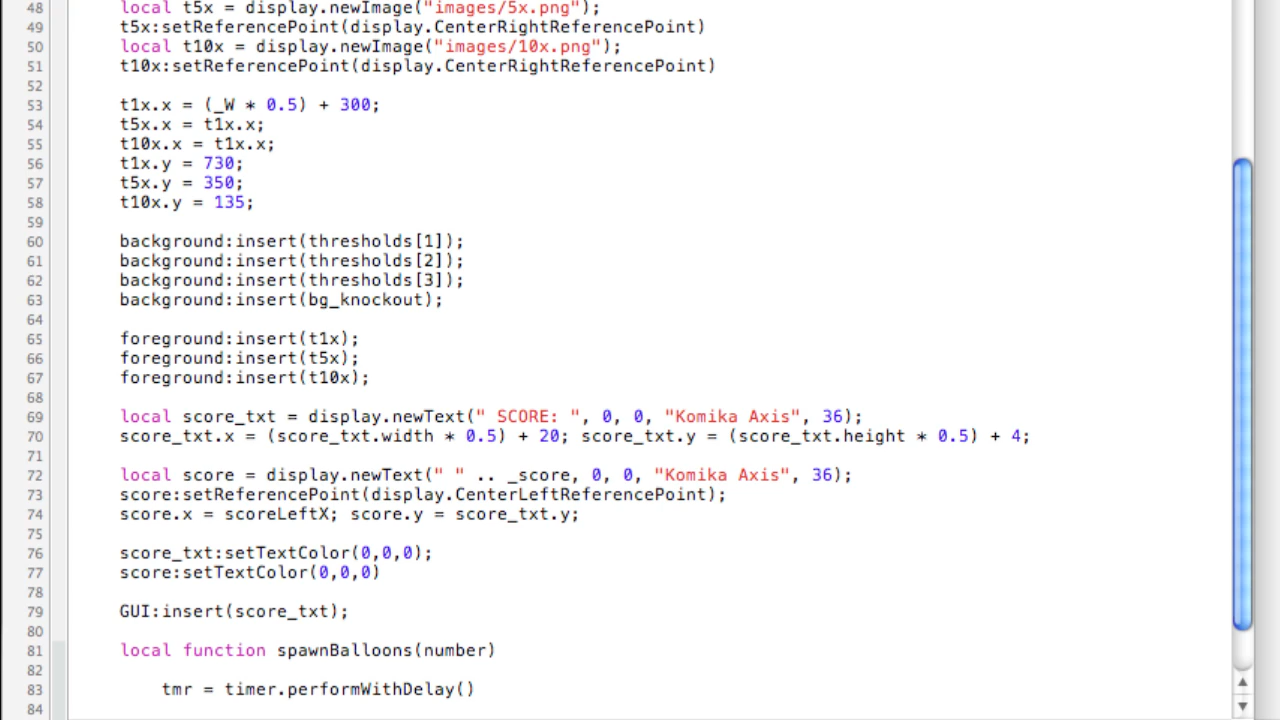 48 local t5x = display.newImage("images/5x.png");
49 t5x:setReferencePoint(display.CenterRightReferencePoint)
50 local t10x = display.newImage("images/10x.png");
51 t10x:setReferencePoint(display.CenterRightReferencePoint)
52
53 t1x.x = (_W * 0.5) + 300;
54 t5x.x = t1x.x;
55 t10x.x = t1x.x;
56 t1x.y = 730;
57 t5x.y = 350;
58 t10x.y = 135;
59
60 background:insert(thresholds[1]);
61 background:insert(thresholds[2]);
62 background:insert(thresholds[3]);
63 background:insert(bg_knockout);
64
65 foreground:insert(t1x);
66 foreground:insert(t5x);
67 foreground:insert(t10x);
68
69 local score_txt = display.newText(" SCORE: ", 0, 0, "Komika Axis", 36);
70 score_txt.x = (score_txt.width * 0.5) + 20; score_txt.y = (score_txt.height * 0.5) + 4;
71
72 local score = display.newText(" " .. _score, 0, 0, "Komika Axis", 36);
73 score:setReferencePoint(display.CenterLeftReferencePoint);
74 score.x = scoreLeftX; score.y = score_txt.y;
75
76 score_txt:setTextColor(0,0,0);
77 score:setTextColor(0,0,0)
78
79 GUI:insert(score_txt);
80
81 local function spawnBalloons(number)
82
83 tmr = timer.performWithDelay()
84